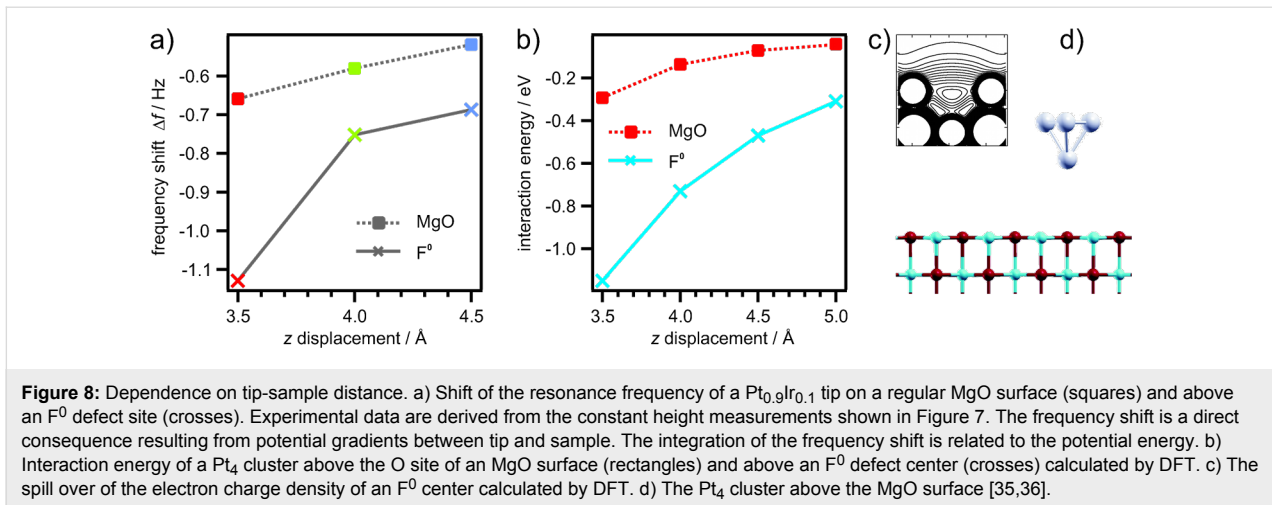 a)
frequency shift Δf / Hz
-0.6
-0.7
-0.8
-0.9
-1.0
-1.1
MgO
F⁰
3.5
4.0
4.5
z displacement / Å
b)
interaction energy / eV
-0.2
-0.4
-0.6
-0.8
-1.0
MgO
F⁰
3.5
4.0
4.5
5.0
z displacement / Å
c)
d)
Figure 8: Dependence on tip-sample distance. a) Shift of the resonance frequency of a Pt₀.₉Ir₀.₁ tip on a regular MgO surface (squares) and above
an F⁰ defect site (crosses). Experimental data are derived from the constant height measurements shown in Figure 7. The frequency shift is a direct
consequence resulting from potential gradients between tip and sample. The integration of the frequency shift is related to the potential energy. b)
Interaction energy of a Pt₄ cluster above the O site of an MgO surface (rectangles) and above an F⁰ defect center (crosses) calculated by DFT. c) The
spill over of the electron charge density of an F⁰ center calculated by DFT. d) The Pt₄ cluster above the MgO surface [35,36].